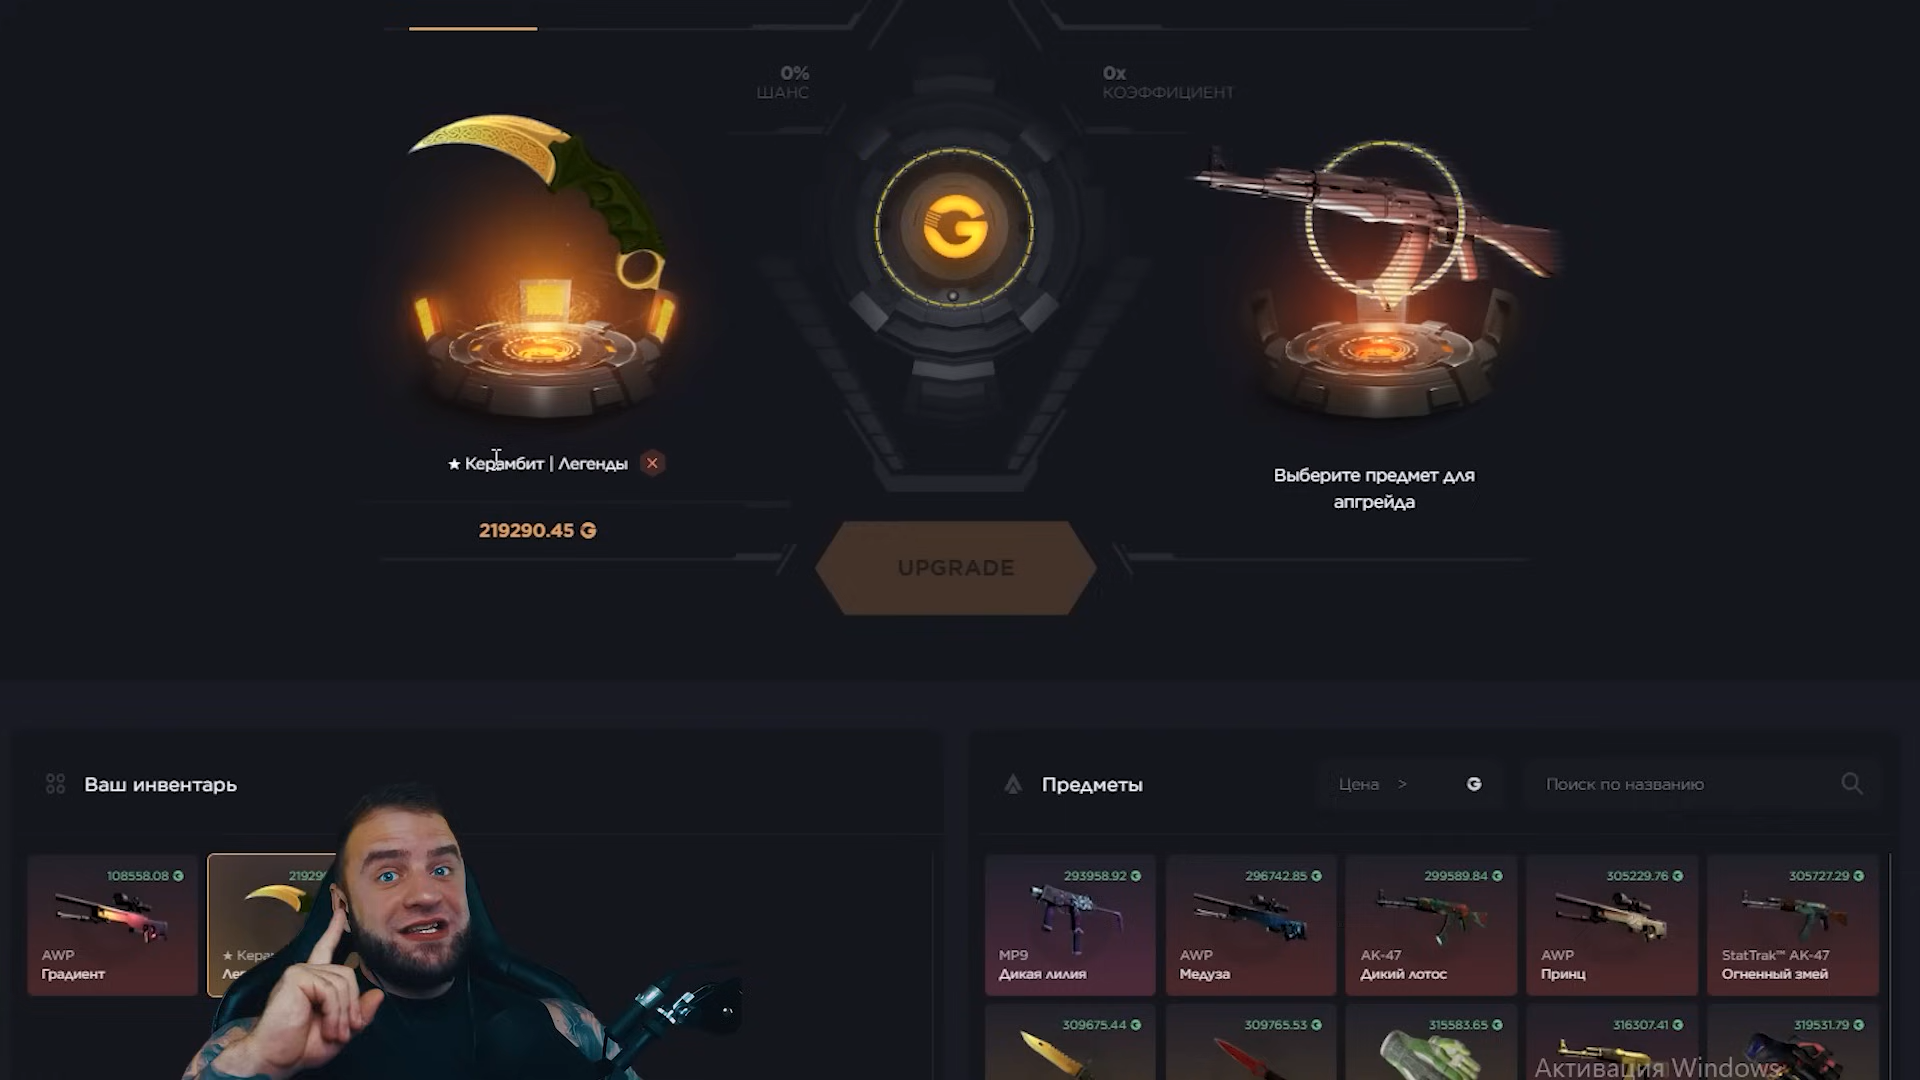 0%
ШАНС
0x
КОЭФФИЦИЕНТ
★ Керамбит | Легенды
219290.45
Выберите предмет для
апгрейда
UPGRADE
Ваш инвентарь
108558.08
AWP
Градиент
Предметы
Цена >
Поиск по названию
293958.92
MP9
Дикая лилия
296742.85
AWP
Медуза
299589.84
AK-47
Дикий лотос
305229.76
AWP
Принц
305727.29
StatTrak™ AK-47
Огненный змей
309675.44
309765.53
315583.65
316307.41
319531.79
Активация Windows